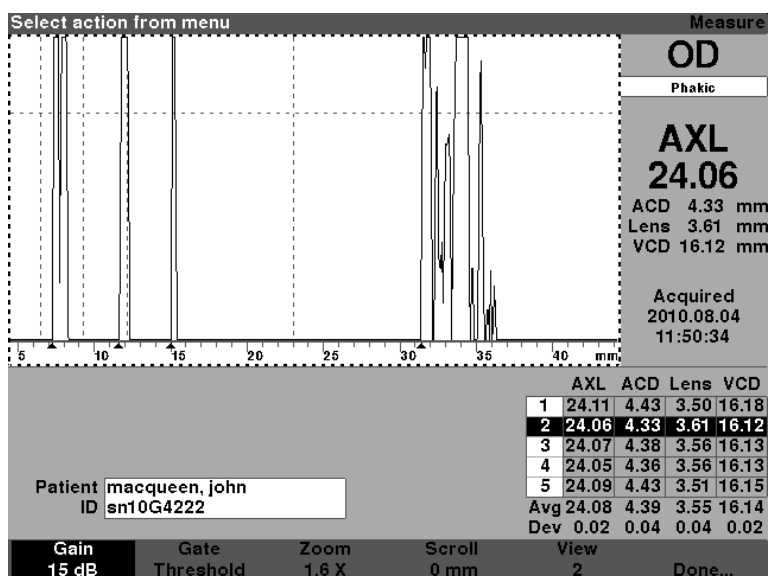 Select action from menu
Measure
OD
Phakic
AXL
24.06
ACD 4.33 mm
Lens 3.61 mm
VCD 16.12 mm
Acquired
2010.08.04
11:50:34
5 10 15 20 25 30 35 40 mm
AXL ACD Lens VCD
1 24.11 4.43 3.50 16.18
2 24.06 4.33 3.61 16.12
3 24.07 4.38 3.56 16.13
4 24.05 4.36 3.56 16.13
5 24.09 4.43 3.51 16.15
Avg 24.08 4.39 3.55 16.14
Dev 0.02 0.04 0.04 0.02
Patient macqueen, john
ID sn10G4222
Gain Gate Zoom Scroll View
15 dB Threshold 1.6 X 0 mm 2 Done...